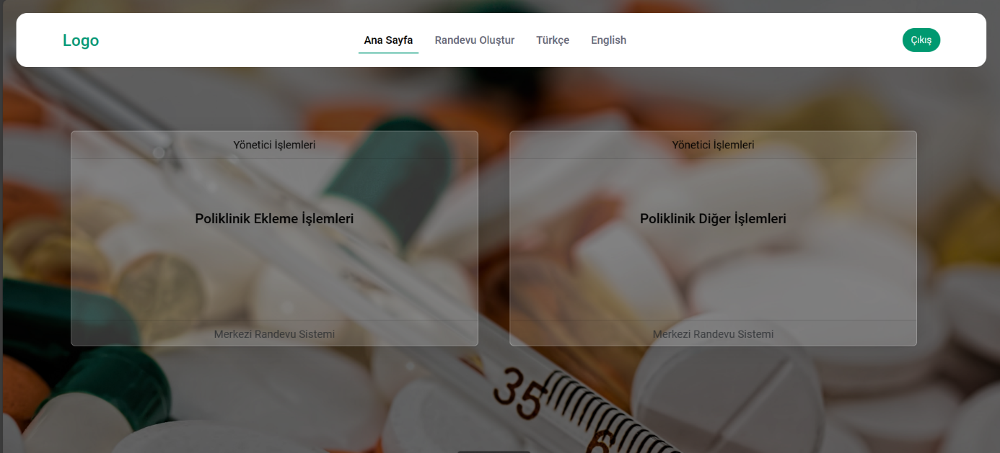 Logo
Ana Sayfa
Randevu Oluştur
Türkçe
English
Çıkış
Yönetici İşlemleri
Poliklinik Ekleme İşlemleri
Merkezi Randevu Sistemi
Yönetici İşlemleri
Poliklinik Diğer İşlemleri
Merkezi Randevu Sistemi
35
6